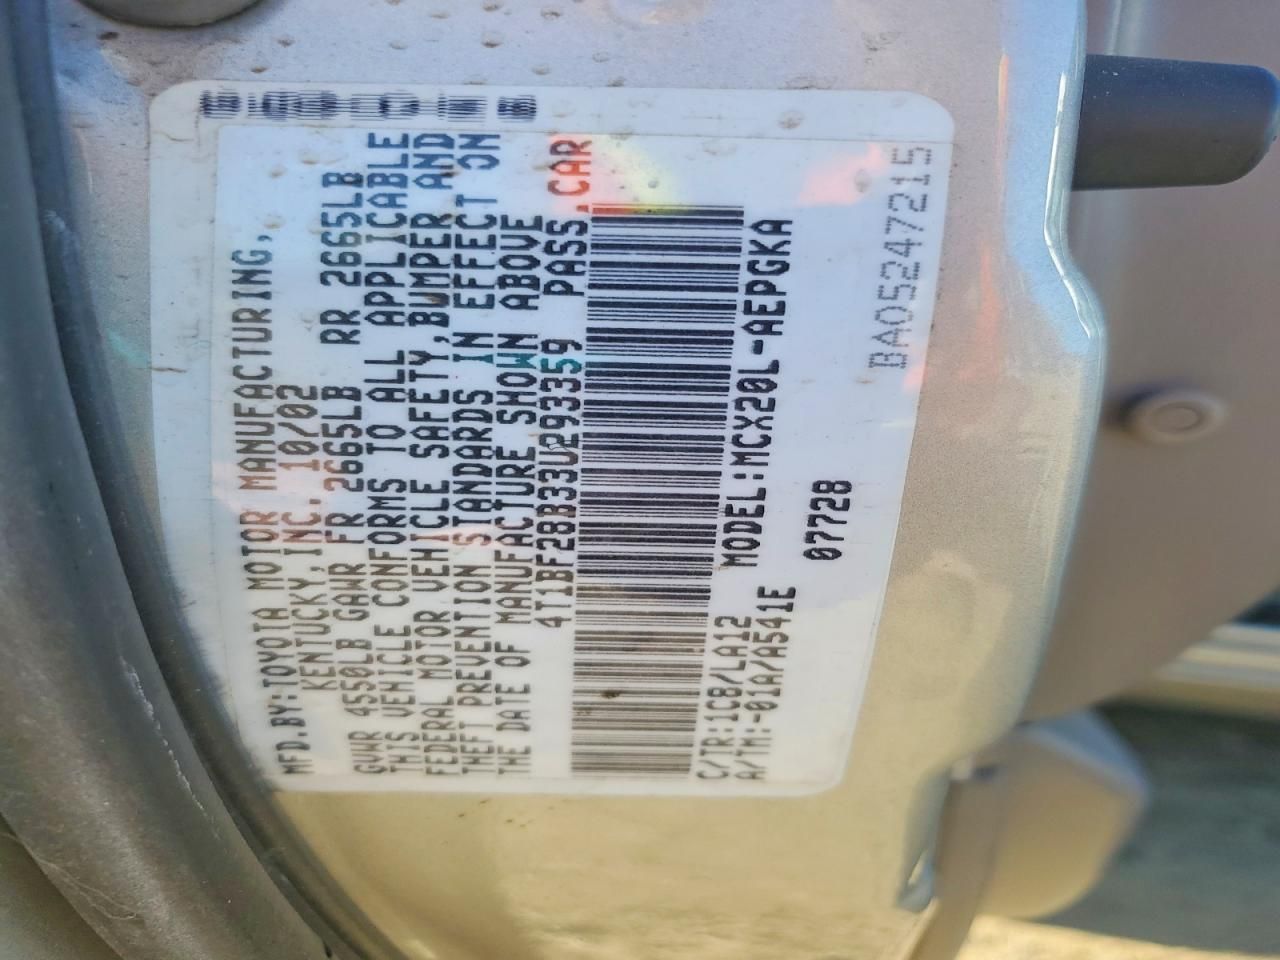 MFD.BY:TOYOTA MOTOR MANUFACTURING,
KENTUCKY,INC. 10/02
GVWR 4550LB GAWR FR 2665LB RR 2665LB
THIS VEHICLE CONFORMS TO ALL APPLICABLE
FEDERAL MOTOR VEHICLE SAFETY,BUMPER AND
THEFT PREVENTION STANDARDS IN EFFECT ON
THE DATE OF MANUFACTURE SHOWN ABOVE
4T1BF28B33U293359 PASS.CAR
C/TR:1C8/LA12 MODEL:MCX20L-AEPGKA
A/TM:-01A/A541E
07728
BA05247215